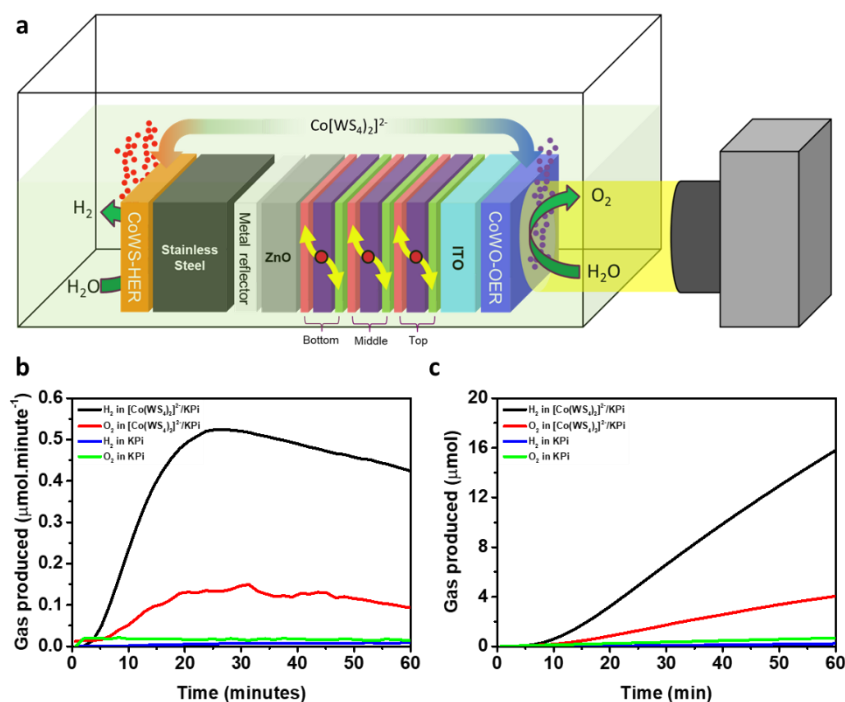 a
Co[WS₄)₂]²⁻
H₂
H₂O
CoWS-HER
Stainless
Steel
Metal reflector
ZnO
ITO
CoWO-OER
O₂
H₂O
Bottom
Middle
Top
b
Gas produced (μmol.minute⁻¹)
0.6
0.5
0.4
0.3
0.2
0.1
0.0
H₂ in [Co(WS₄)₂]²⁻/KPi
O₂ in [Co(WS₄)₂]²⁻/KPi
H₂ in KPi
O₂ in KPi
0 10 20 30 40 50 60
Time (minutes)
c
Gas produced (μmol)
20
16
12
8
4
0
H₂ in [Co(WS₄)₂]²⁻/KPi
O₂ in [Co(WS₄)₂]²⁻/KPi
H₂ in KPi
O₂ in KPi
0 10 20 30 40 50 60
Time (min)